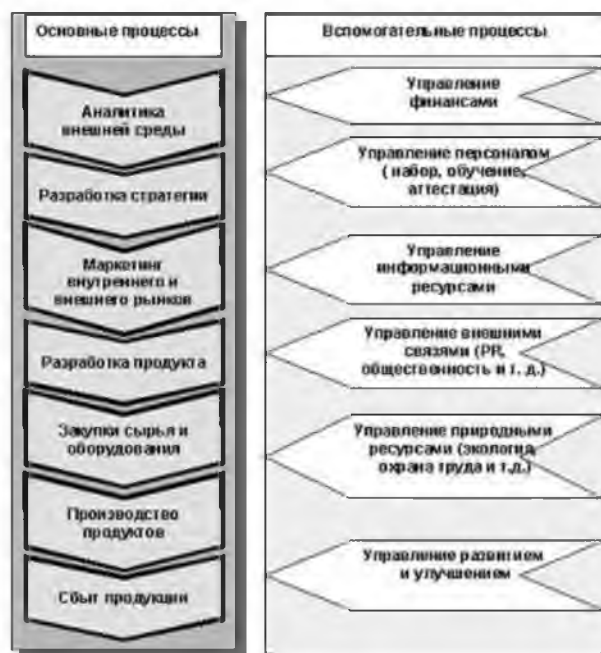 Основные процессы
Аналитика
внешней среды
Разработка стратегии
Маркетинг
внутреннего и
внешнего рынков
Разработка продукта
Закупки сырья и
оборудования
Производство
продуктов
Сбыт продукции
Вспомогательные процессы
Управление
финансами
Управление персоналом
( набор, обучение,
аттестация)
Управление
информационными
ресурсами
Управление внешними
связями (PR,
общественность и т. д.)
Управление природными
ресурсами (экология,
охрана труда и т.д.)
Управление развитием
и улучшением